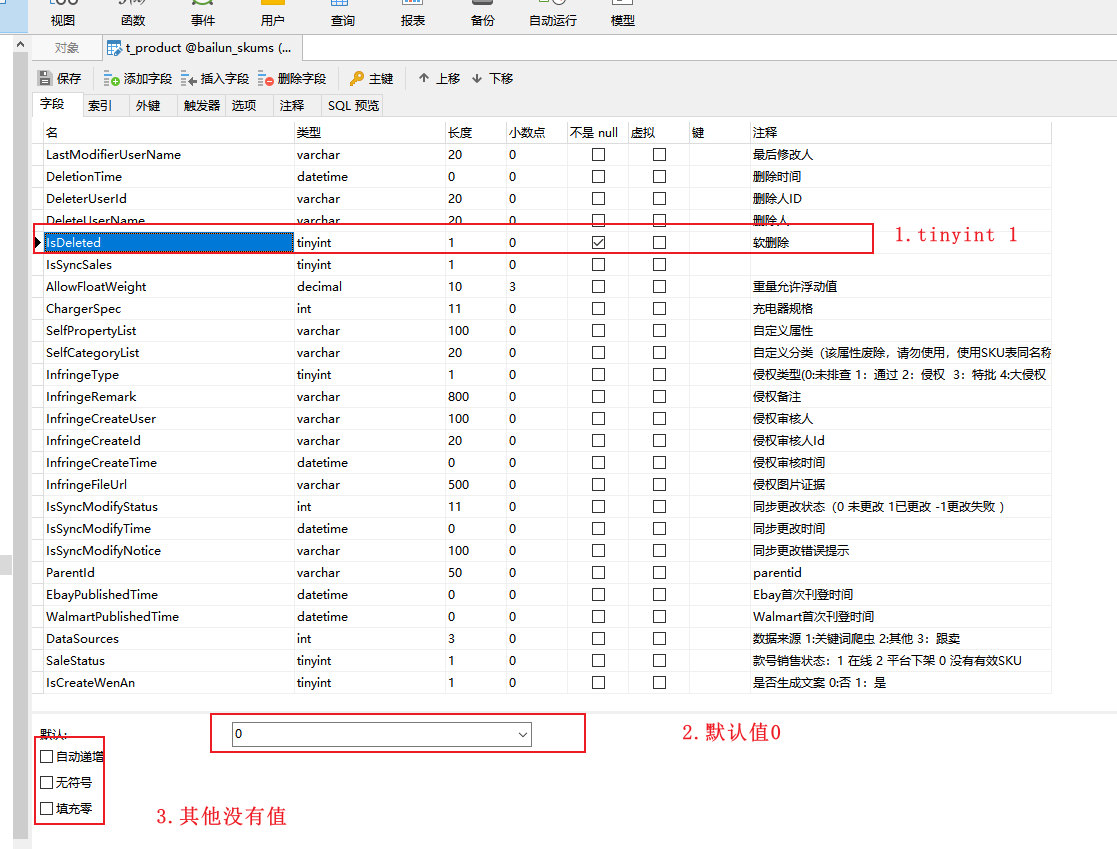 视图 函数 事件 用户 查询 报表 备份 自动运行 模型
对象 t_product @bailun_skums (...
保存 添加字段 插入字段 删除字段 主键 上移 下移
字段 索引 外键 触发器 选项 注释 SQL 预览
名 类型 长度 小数点 不是 null 虚拟 键 注释
LastModifierUserName varchar 20 0 最后修改人
DeletionTime datetime 0 0 删除时间
DeleterUserId varchar 20 0 删除人ID
DeleteUserName varchar 20 0 删除人
IsDeleted tinyint 1 0 软删除
1.tinyint 1
IsSyncSales tinyint 1 0
AllowFloatWeight decimal 10 3 重量允许浮动值
ChargerSpec int 11 0 充电器规格
SelfPropertyList varchar 100 0 自定义属性
SelfCategoryList varchar 20 0 自定义分类（该属性废除，请勿使用，使用SKU表同名称
InfringeType tinyint 1 0 侵权类型(0:未排查 1：通过 2：侵权 3：特批 4:大侵权
InfringeRemark varchar 800 0 侵权备注
InfringeCreateUser varchar 100 0 侵权审核人
InfringeCreateId varchar 20 0 侵权审核人Id
InfringeCreateTime datetime 0 0 侵权审核时间
InfringeFileUrl varchar 500 0 侵权图片证据
IsSyncModifyStatus int 11 0 同步更改状态（0 未更改 1已更改 -1更改失败 ）
IsSyncModifyTime datetime 0 0 同步更改时间
IsSyncModifyNotice varchar 100 0 同步更改错误提示
ParentId varchar 50 0 parentid
EbayPublishedTime datetime 0 0 Ebay首次刊登时间
WalmartPublishedTime datetime 0 0 Walmart首次刊登时间
DataSources int 3 0 数据来源 1:关键词爬虫 2:其他 3：跟卖
SaleStatus tinyint 1 0 款号销售状态：1 在线 2 平台下架 0 没有有效SKU
IsCreateWenAn tinyint 1 0 是否生成文案 0:否 1：是
默认: 0
2.默认值0
自动递增
无符号
填充零
3.其他没有值